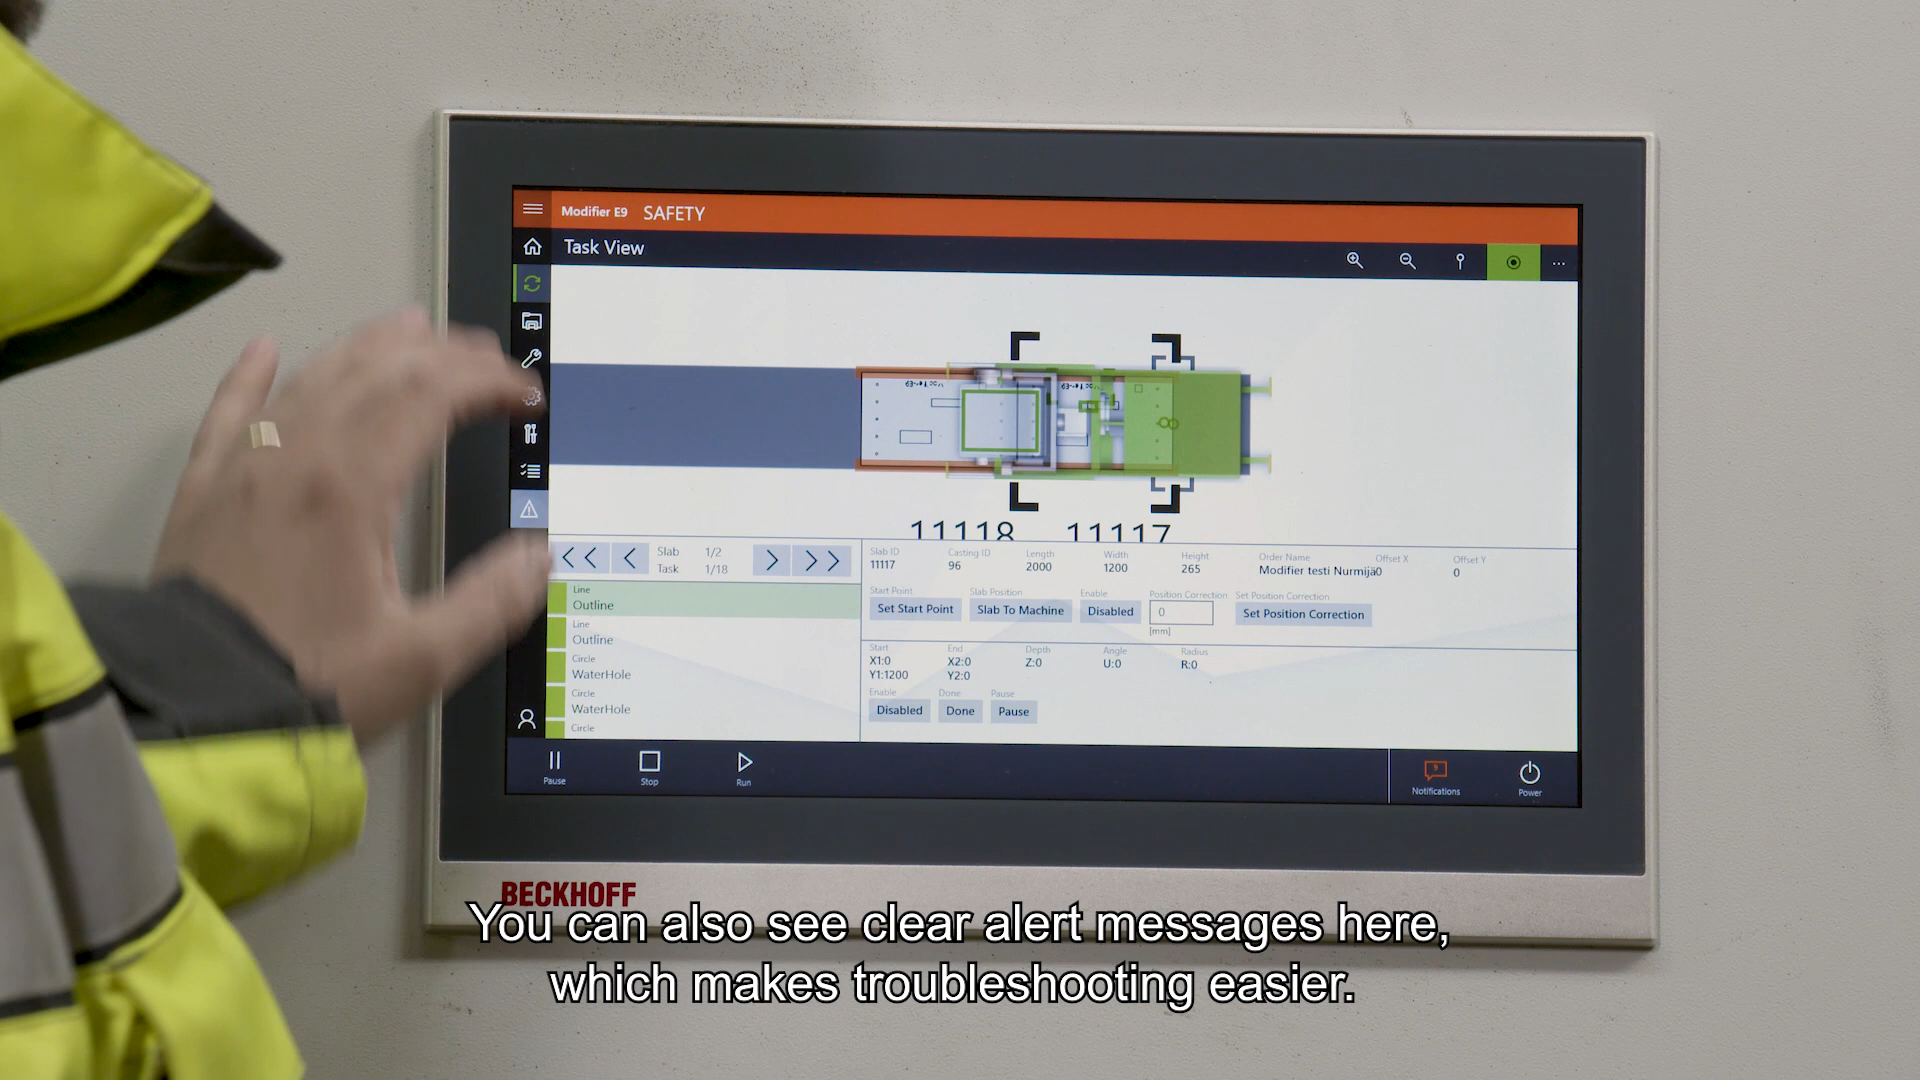 Modifier E9 SAFETY
Task View
...
11118 11117
Slab 1/2
Task 1/18
Line
Outline
Line
Outline
Circle
WaterHole
Circle
WaterHole
Circle
Slab ID Casting ID Length Width Height Order Name Offset X Offset Y
11117 96 2000 1200 265 Modifier testi Nurmijä 0 0
Start Point Slab Position Enable Position Correction Set Position Correction
Set Start Point Slab To Machine Disabled 0 Set Position Correction
[mm]
Start End Depth Angle Radius
X1:0 X2:0 Z:0 U:0 R:0
Y1:1200 Y2:0
Enable Done Pause
Disabled Done Pause
Pause Stop Run Notifications Power
BECKHOFF
You can also see clear alert messages here,
which makes troubleshooting easier.